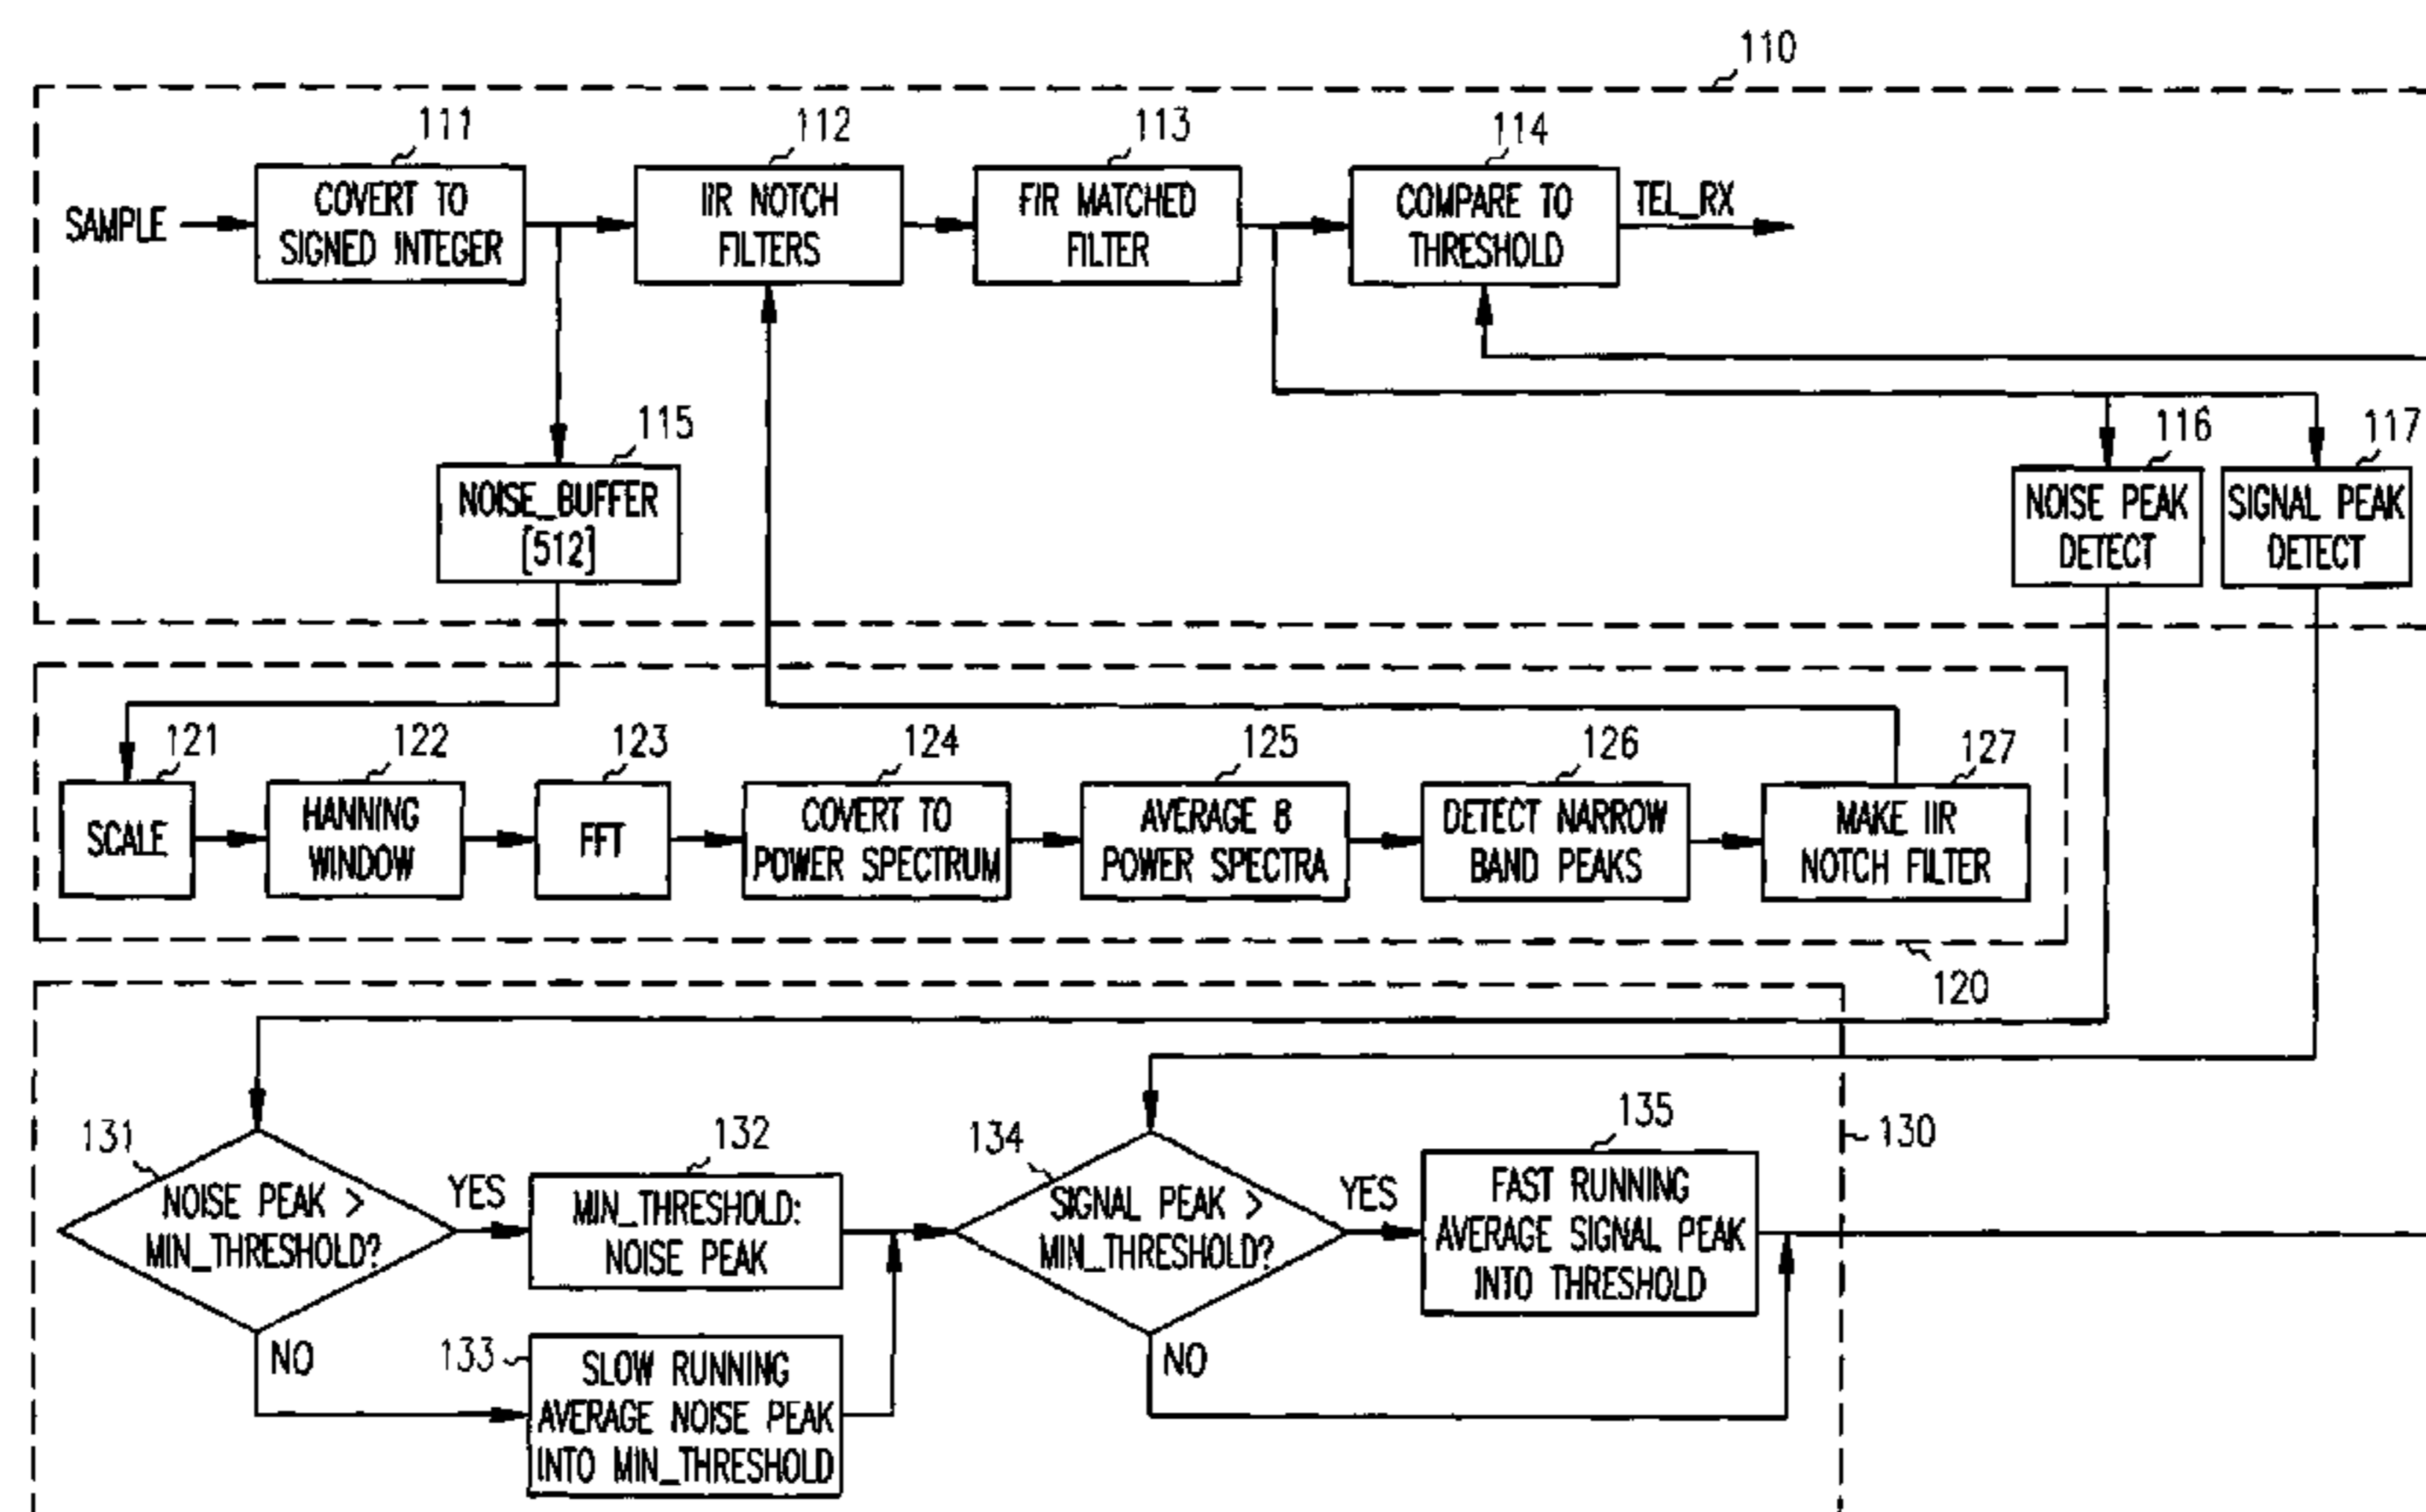 110
111
112
113
114
SAMPLE
COVERT TO
SIGNED INTEGER
IIR NOTCH
FILTERS
FIR MATCHED
FILTER
COMPARE TO
THRESHOLD
TEL_RX
115
116
117
NOISE_BUFFER
[512]
NOISE PEAK
DETECT
SIGNAL PEAK
DETECT
121
122
123
124
125
126
127
SCALE
HANNING
WINDOW
FFT
COVERT TO
POWER SPECTRUM
AVERAGE 8
POWER SPECTRA
DETECT NARROW
BAND PEAKS
MAKE IIR
NOTCH FILTER
120
130
131
NOISE PEAK >
MIN_THRESHOLD?
YES
NO
132
MIN_THRESHOLD:
NOISE PEAK
133
SLOW RUNNING
AVERAGE NOISE PEAK
INTO MIN_THRESHOLD
134
SIGNAL PEAK >
MIN_THRESHOLD?
YES
NO
135
FAST RUNNING
AVERAGE SIGNAL PEAK
INTO THRESHOLD